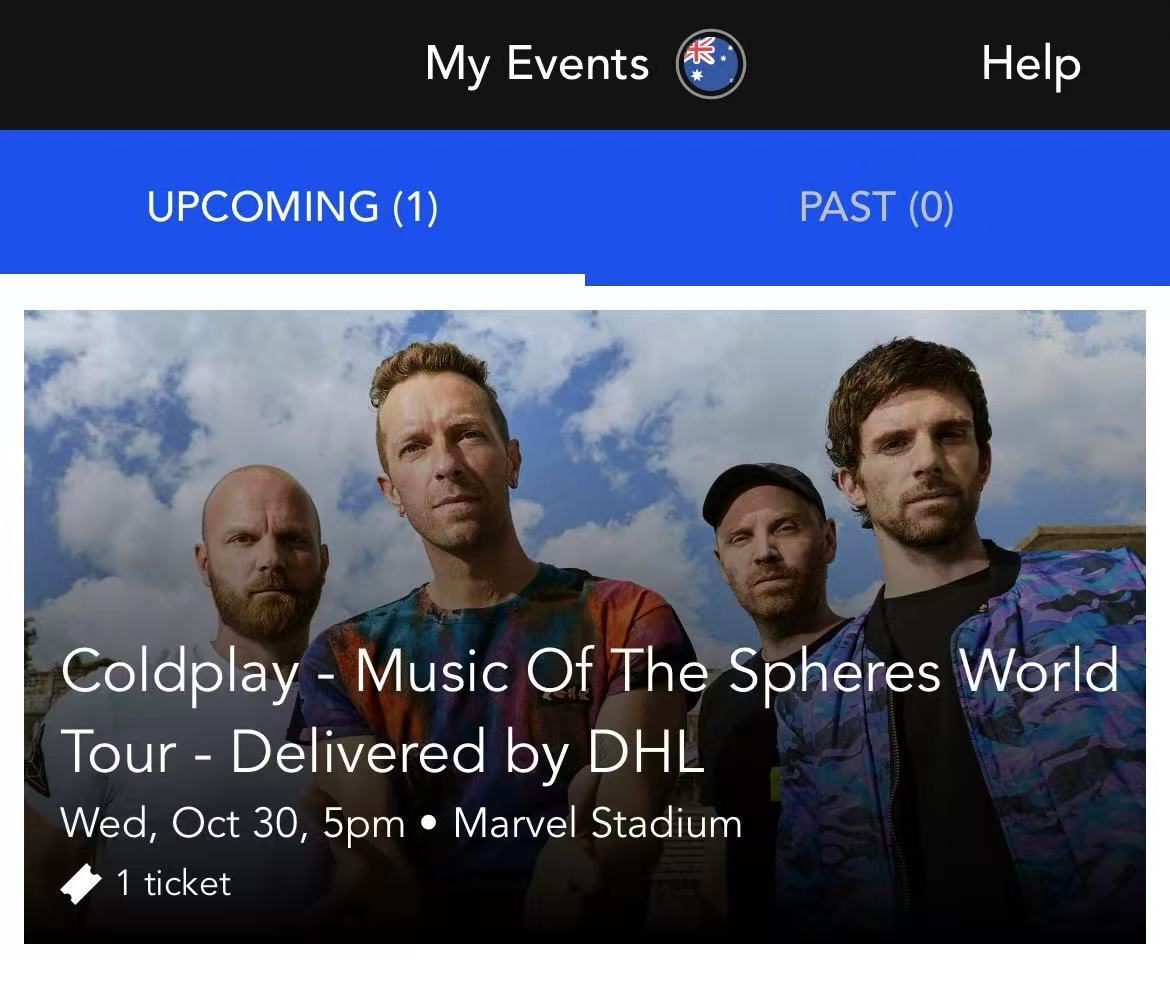 My Events
Help
UPCOMING (1)
PAST (0)
Coldplay - Music Of The Spheres World
Tour - Delivered by DHL
Wed, Oct 30, 5pm • Marvel Stadium
1 ticket